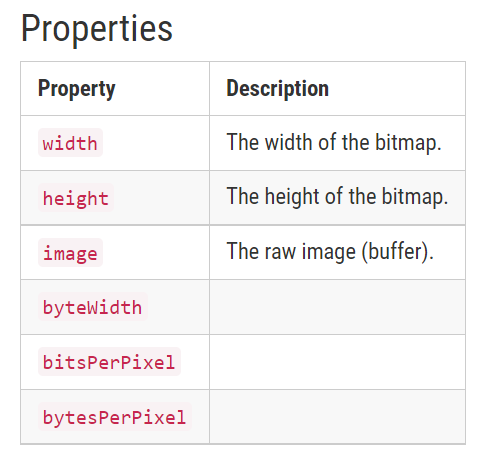 Properties
Property Description
width The width of the bitmap.
height The height of the bitmap.
image The raw image (buffer).
byteWidth
bitsPerPixel
bytesPerPixel